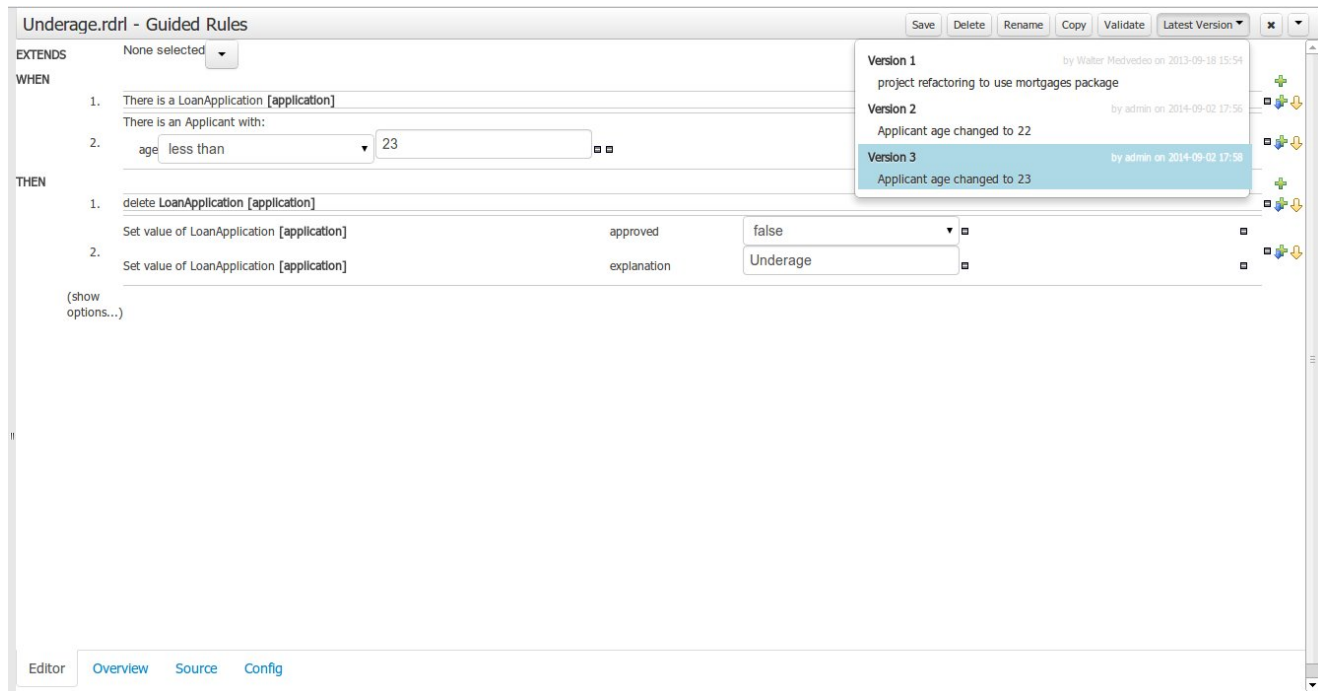 Underage.rdrl - Guided Rules
Save Delete Rename Copy Validate Latest Version
EXTENDS None selected
WHEN
1. There is a LoanApplication [application]
There is an Applicant with:
2. age less than 23
THEN
1. delete LoanApplication [application]
Set value of LoanApplication [application] approved false
2.
Set value of LoanApplication [application] explanation Underage
(show
options...)
Version 1 by Walter Medvedeo on 2013-09-18 15:54
project refactoring to use mortgages package
Version 2 by admin on 2014-09-02 17:56
Applicant age changed to 22
Version 3 by admin on 2014-09-02 17:58
Applicant age changed to 23
Editor Overview Source Config